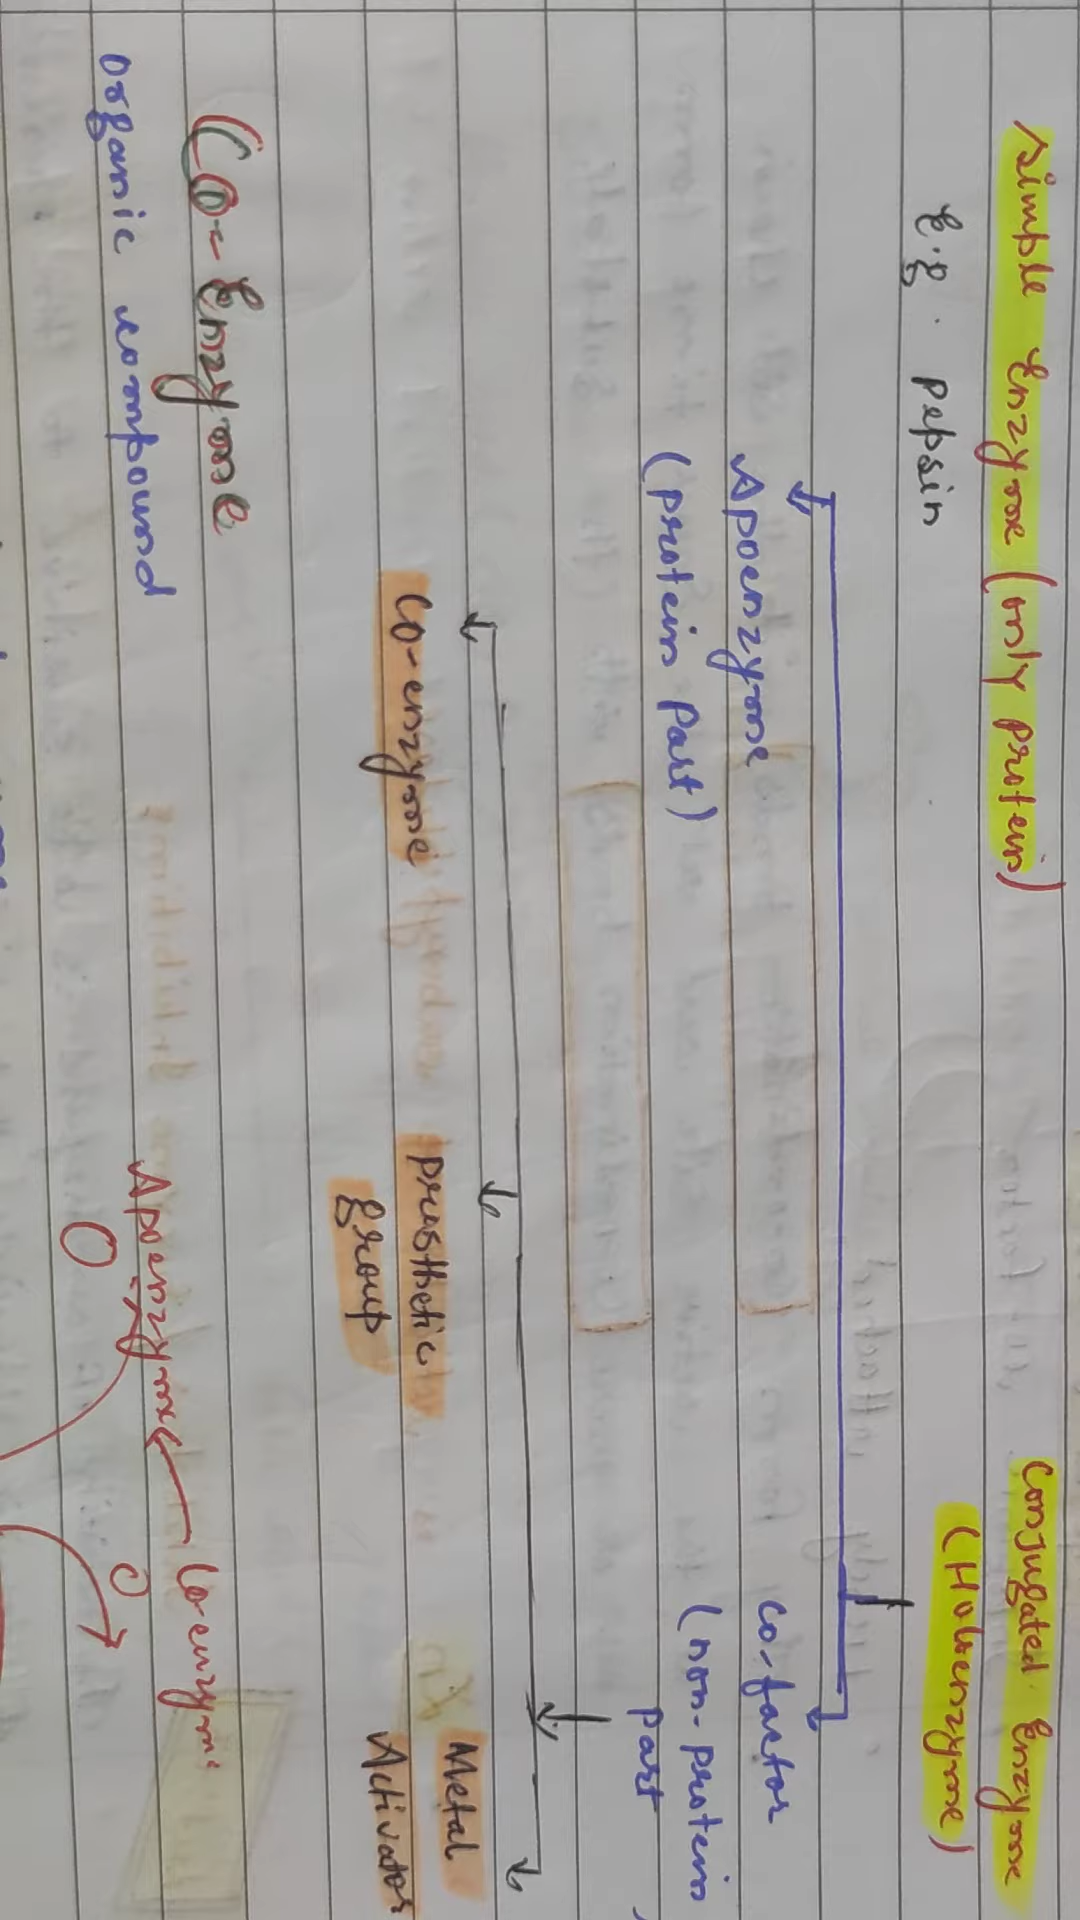 Simple Enzyme (only protein)
Conjugated Enzyme
(Holoenzyme)
E.g. pepsin
Apoenzyme
(protein part)
co-factor
(non-protein
part
Co-enzyme
prosthetic
group
Metal
Activator
Co-Enzyme
organic compound
Apoenzyme
Co-enzyme